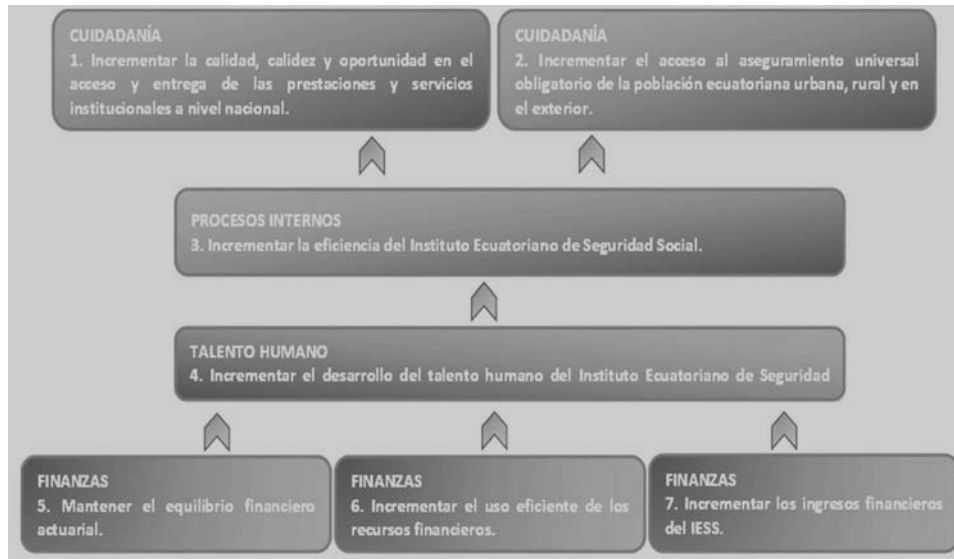 CUIDADANÍA
1. Incrementar la calidad, calidez y oportunidad en el
acceso y entrega de las prestaciones y servicios
institucionales a nivel nacional.
CUIDADANÍA
2. Incrementar el acceso al aseguramiento universal
obligatorio de la población ecuatoriana urbana, rural y en
el exterior.
PROCESOS INTERNOS
3. Incrementar la eficiencia del Instituto Ecuatoriano de Seguridad Social.
TALENTO HUMANO
4. Incrementar el desarrollo del talento humano del Instituto Ecuatoriano de Seguridad
FINANZAS
5. Mantener el equilibrio financiero
actuarial.
FINANZAS
6. Incrementar el uso eficiente de los
recursos financieros.
FINANZAS
7. Incrementar los ingresos financieros
del IESS.